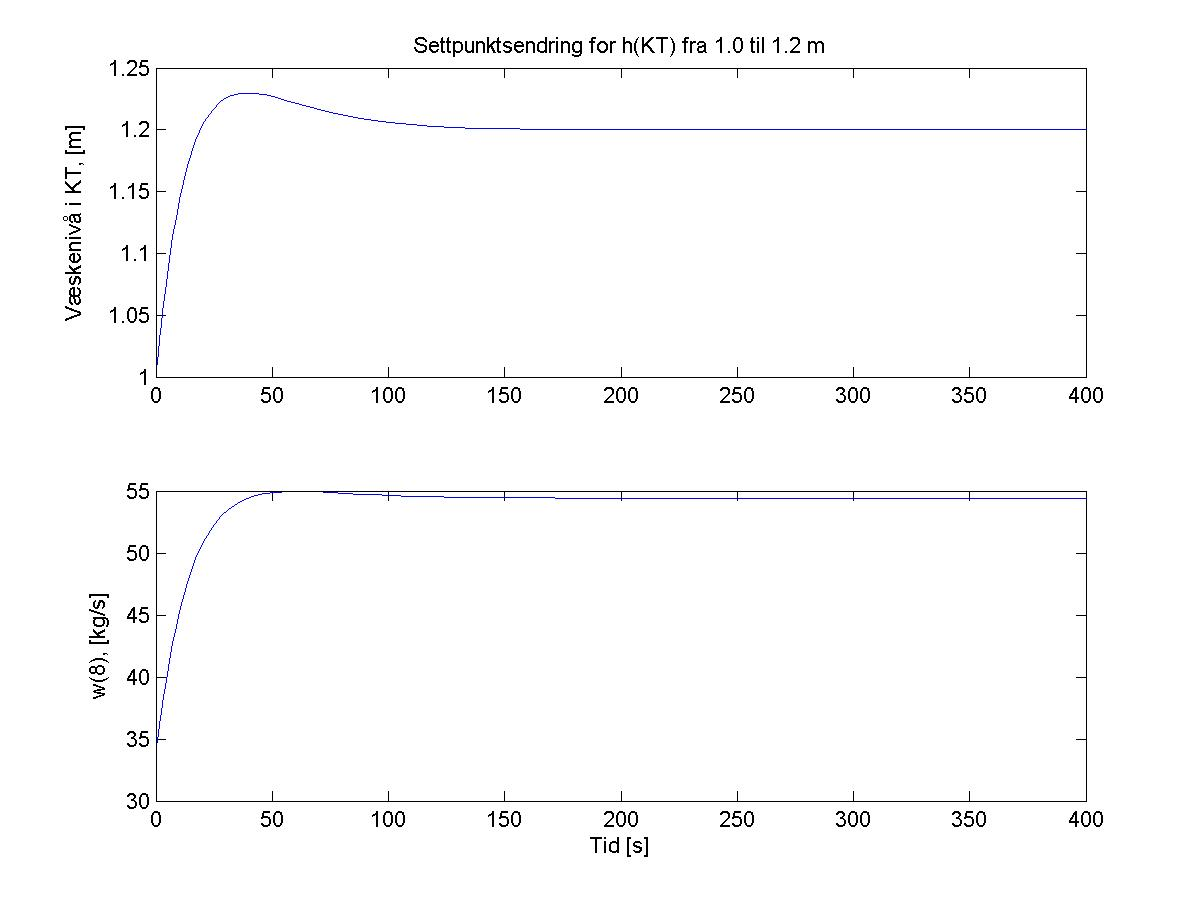 Settpunktsendring for h(KT) fra 1.0 til 1.2 m
1.25
1.2
1.15
1.1
1.05
1
Væskenivå i KT, [m]
0 50 100 150 200 250 300 350 400
55
50
45
40
35
30
w(8), [kg/s]
0 50 100 150 200 250 300 350 400
Tid [s]